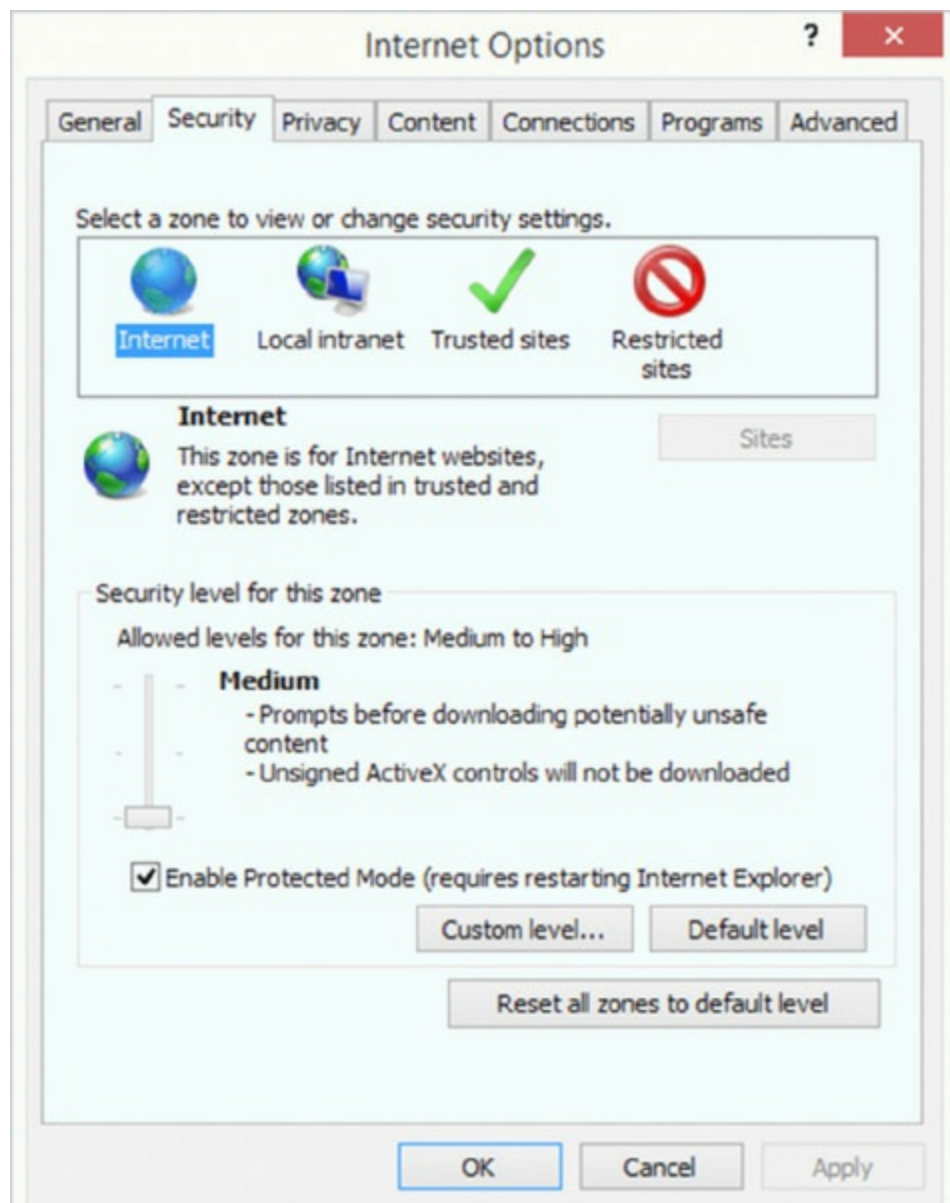 Internet Options
?
General Security Privacy Content Connections Programs Advanced
Select a zone to view or change security settings.
Internet
Local intranet
Trusted sites
Restricted
sites
Internet
This zone is for Internet websites,
except those listed in trusted and
restricted zones.
Sites
Security level for this zone
Allowed levels for this zone: Medium to High
Medium
- Prompts before downloading potentially unsafe
content
- Unsigned ActiveX controls will not be downloaded
Enable Protected Mode (requires restarting Internet Explorer)
Custom level...
Default level
Reset all zones to default level
OK
Cancel
Apply